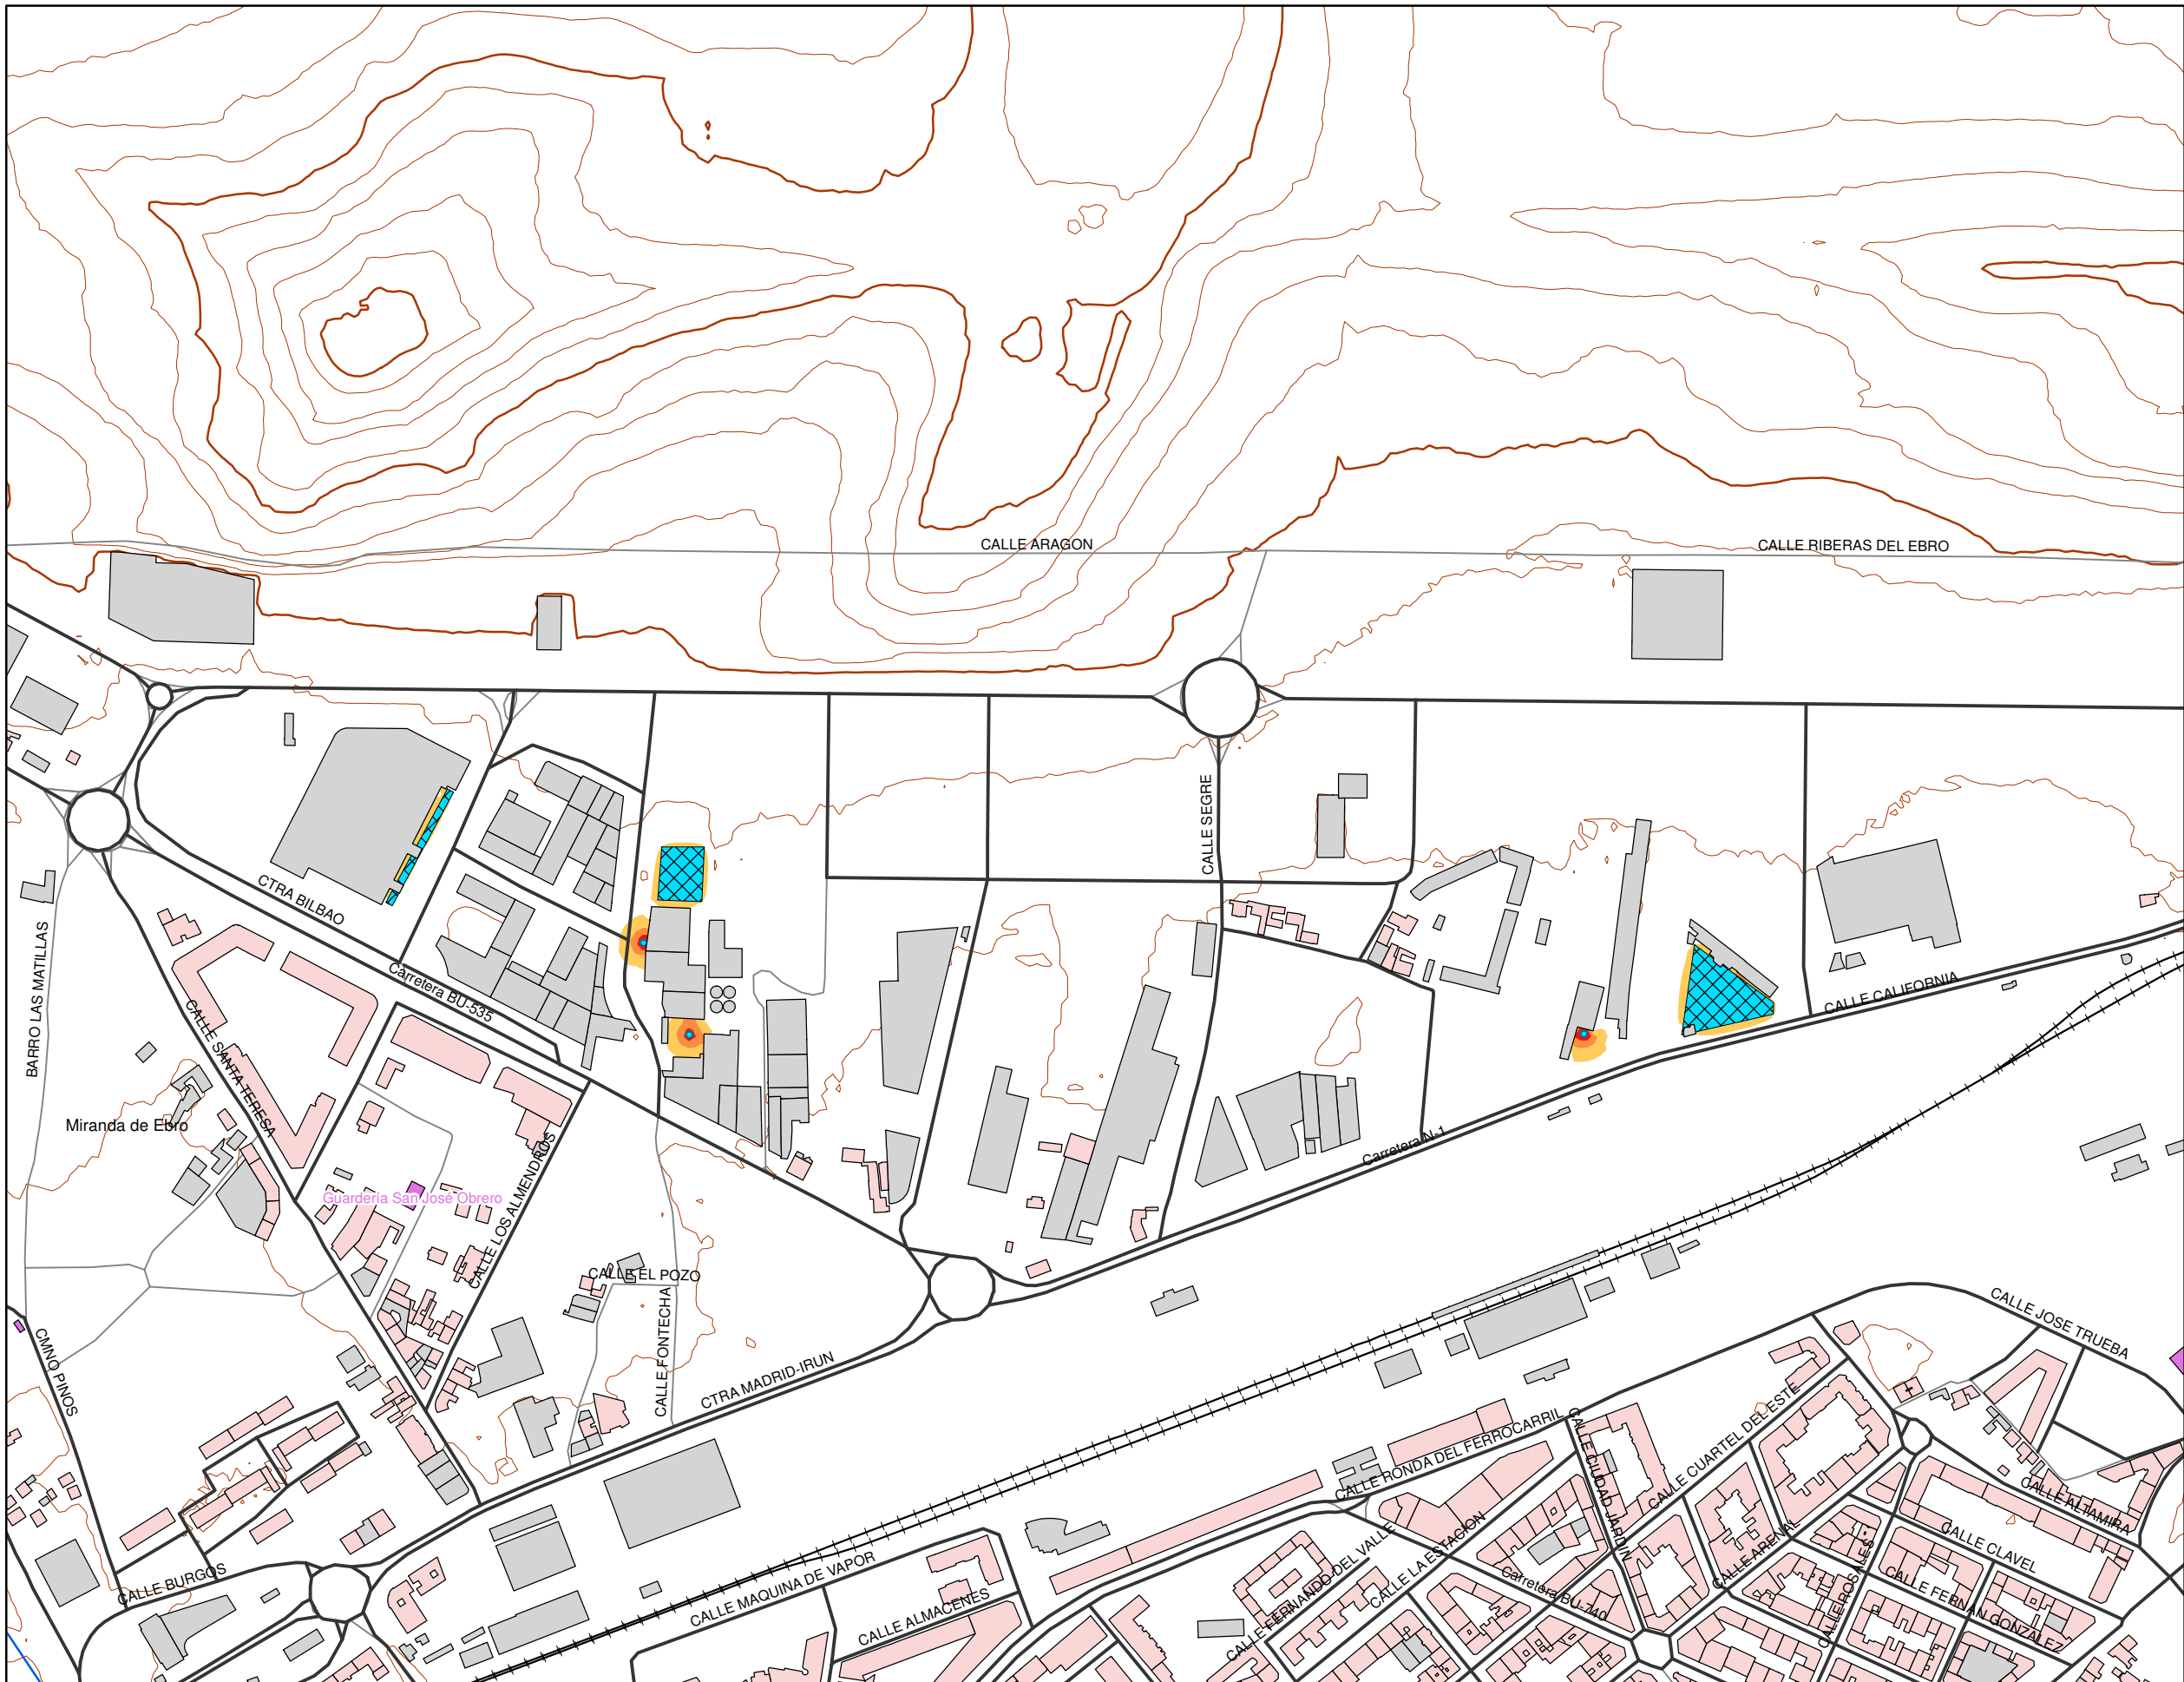 CALLE ARAGON
CALLE RIBERAS DEL EBRO
CALLE SEGRE
CTRA BILBAO
BARRO LAS MATILLAS
Carretera BU-535
CALLE CALIFORNIA
CALLE SANTA TERESA
Miranda de Ebro
Carretera N-1
Guardería San José Obrero
CALLE LOS ALMENDROS
CALLE EL POZO
CALLE FONTECHA
CALLE JOSE TRUEBA
CMNO PINOS
CTRA MADRID-IRUN
CALLE CUARTEL DEL ESTE
CALLE RONDA DEL FERROCARRIL
CALLE CIUDAD JARDIN
CALLE ALTAMIRA
CALLE CLAVEL
CALLE ARENAL
CALLE LA ESTACION
CALLE FERNANDO DEL VALLE
CALLE MAQUINA DE VAPOR
CALLE BURGOS
CALLE ALMACENES
Carretera BU-740
CALLE ROSALES
CALLE FERNAN GONZALEZ